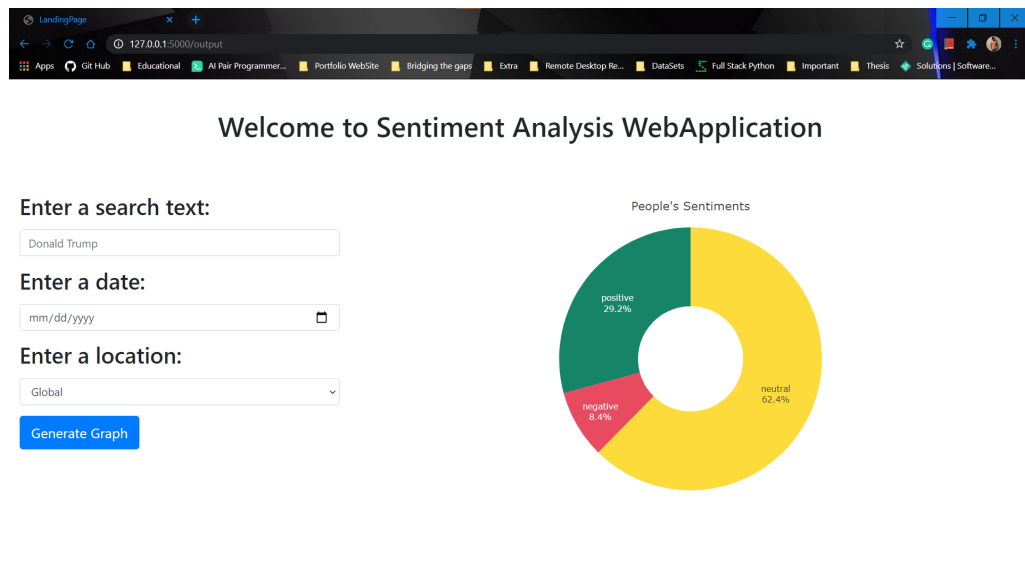 LandingPage
127.0.0.1:5000/output
Apps Git Hub Educational AI Pair Programmer... Portfolio WebSite Bridging the gaps Extra Remote Desktop Re... DataSets Full Stack Python Important Thesis Solutions | Software...
Welcome to Sentiment Analysis WebApplication
Enter a search text:
Donald Trump
Enter a date:
mm/dd/yyyy
Enter a location:
Global
Generate Graph
People's Sentiments
positive
29.2%
negative
8.4%
neutral
62.4%